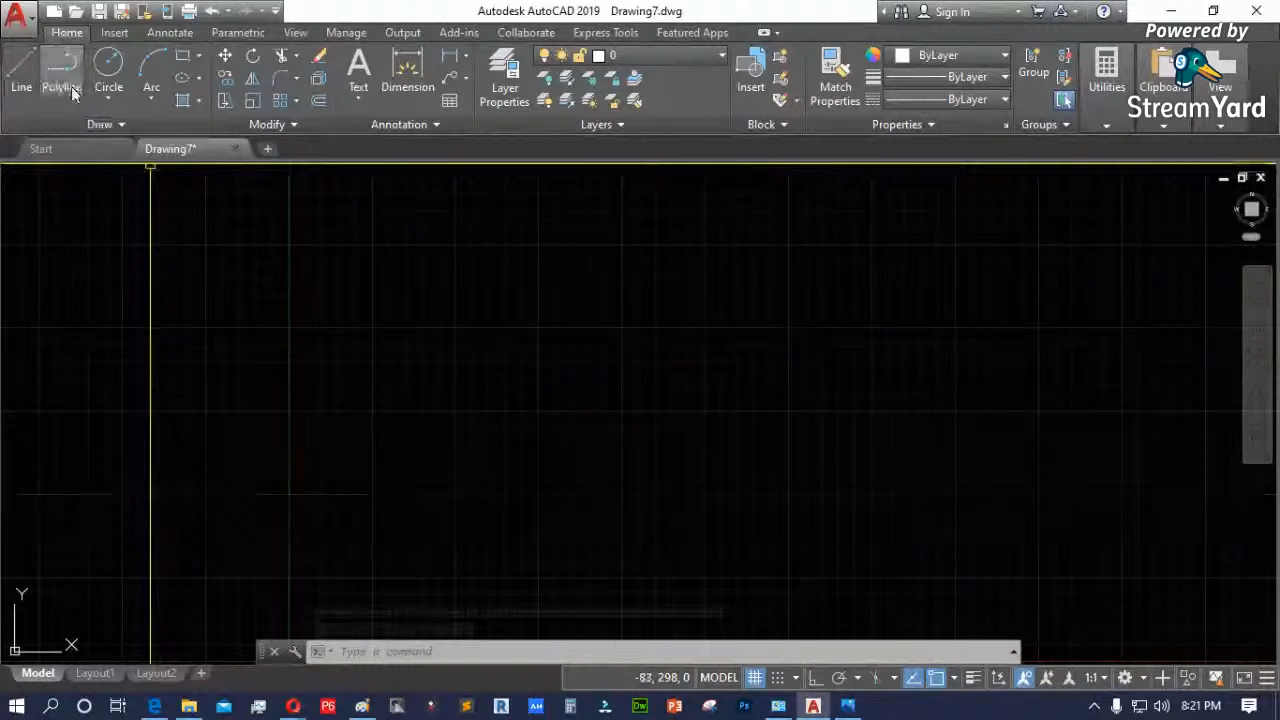 Autodesk AutoCAD 2019 Drawing7.dwg
Sign In
Home Insert Annotate Parametric View Manage Output Add-ins Collaborate Express Tools Featured Apps
Powered by
StreamYard
Line Polyline Circle Arc
Text Dimension
Layer Properties
0
Insert
Match Properties
ByLayer
ByLayer
ByLayer
Group
Utilities
Clipboard
View
Draw Modify Annotation Layers Block Properties Groups
Start Drawing7*
N
W E
S
Y
X
Type a command
Model Layout1 Layout2
-83, 298, 0 MODEL
1:1
8:21 PM